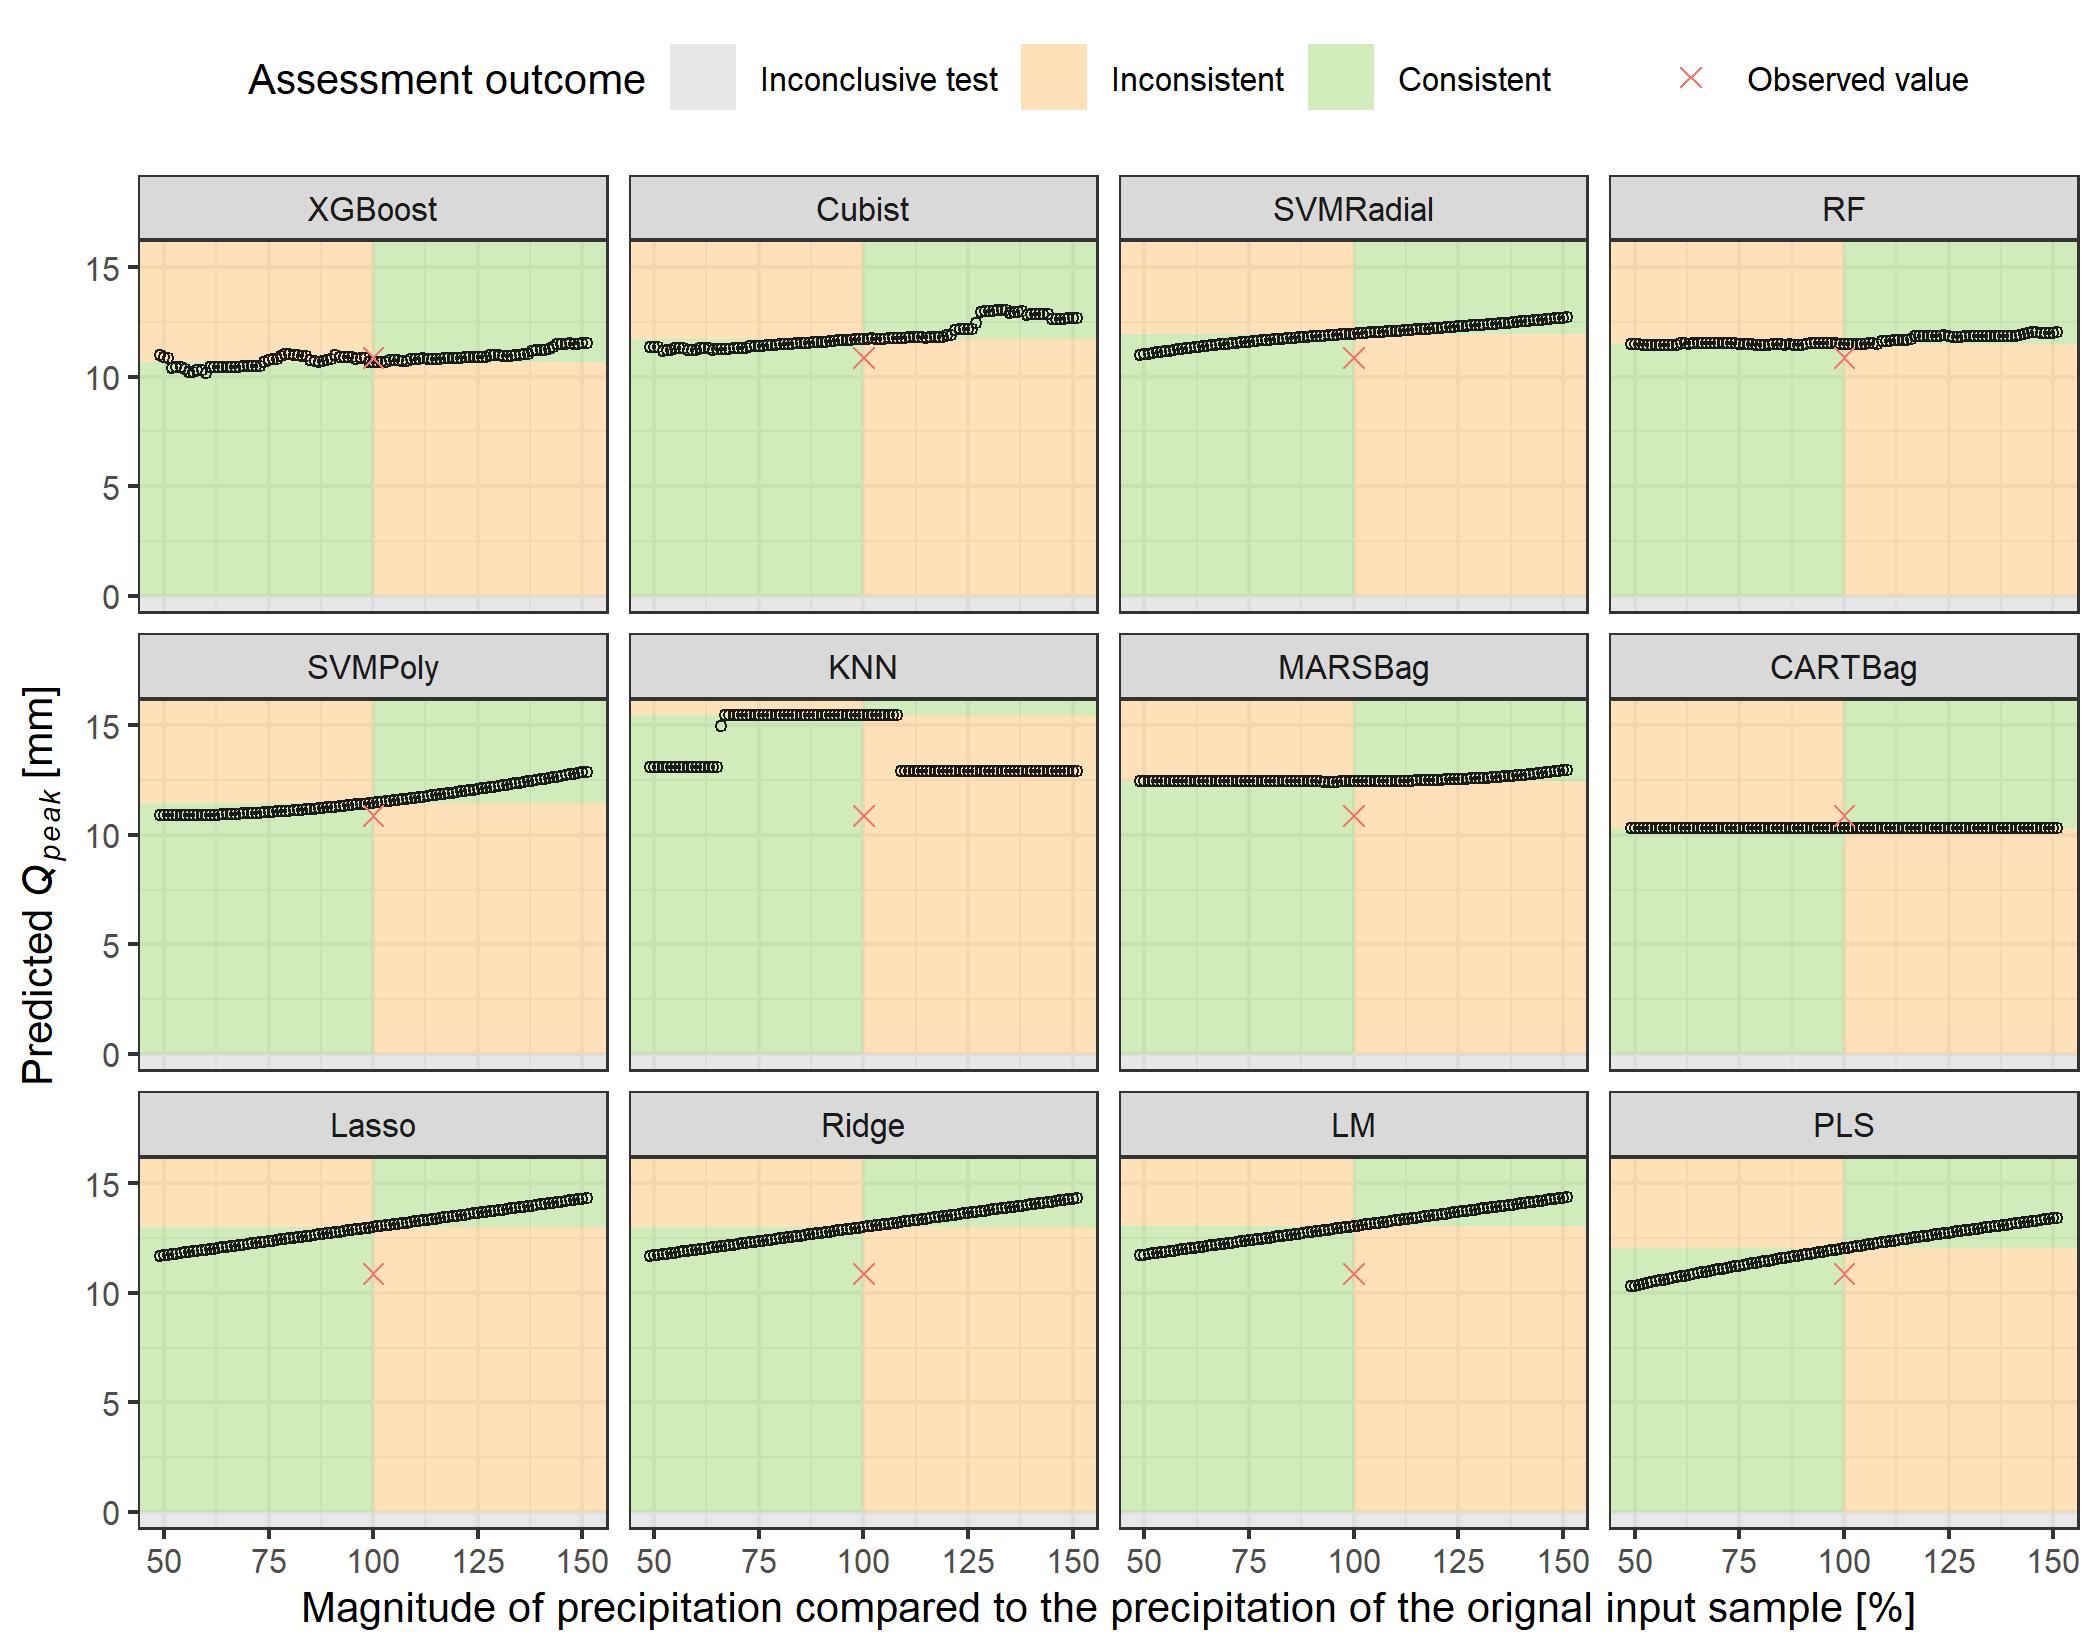 Assessment outcome Inconclusive test Inconsistent Consistent Observed value
XGBoost Cubist SVMRadial RF
15
10
5
0
SVMPoly KNN MARSBag CARTBag
15
10
5
0
Predicted Qpeak [mm]
Lasso Ridge LM PLS
15
10
5
0
50 75 100 125 150 50 75 100 125 150 50 75 100 125 150 50 75 100 125 150
Magnitude of precipitation compared to the precipitation of the orignal input sample [%]